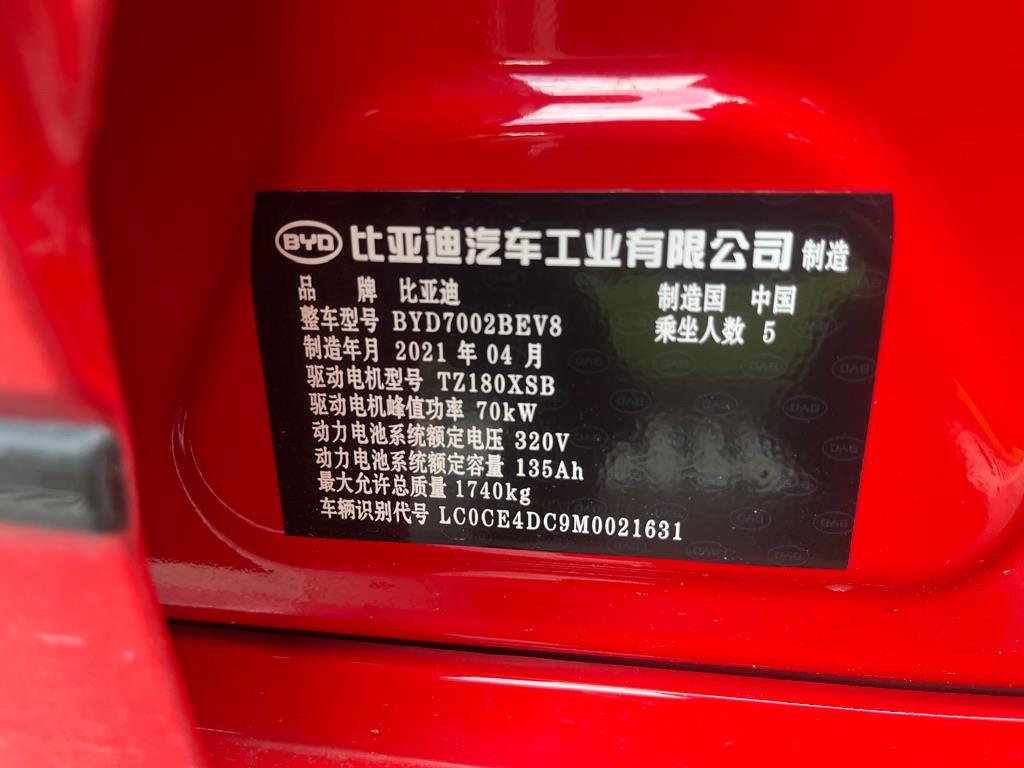 BYD 比亚迪汽车工业有限公司 制造
品 牌 比亚迪 制造国 中国
整车型号 BYD7002BEV8 乘坐人数 5
制造年月 2021 年 04 月
驱动电机型号 TZ180XSB
驱动电机峰值功率 70kW
动力电池系统额定电压 320V
动力电池系统额定容量 135Ah
最大允许总质量 1740kg
车辆识别代号 LC0CE4DC9M0021631